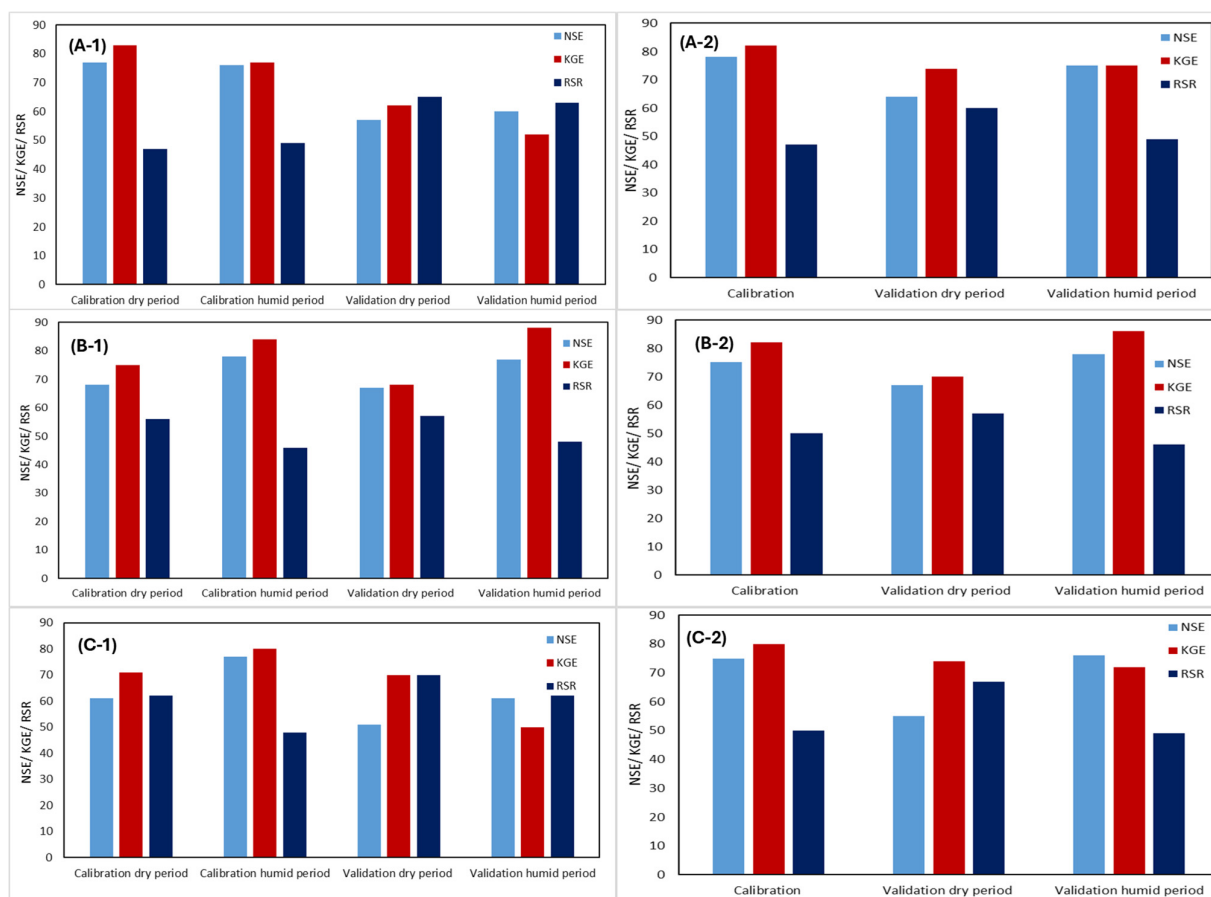 (A-1)
NSE/ KGE/ RSR
90
80
70
60
50
40
30
20
10
0
NSE
KGE
RSR
Calibration dry period Calibration humid period Validation dry period Validation humid period
(A-2)
NSE/ KGE/ RSR
90
80
70
60
50
40
30
20
10
0
NSE
KGE
RSR
Calibration Validation dry period Validation humid period
(B-1)
NSE/ KGE/ RSR
90
80
70
60
50
40
30
20
10
0
NSE
KGE
RSR
Calibration dry period Calibration humid period Validation dry period Validation humid period
(B-2)
NSE/ KGE/ RSR
90
80
70
60
50
40
30
20
10
0
NSE
KGE
RSR
Calibration Validation dry period Validation humid period
(C-1)
NSE/ KGE/ RSR
90
80
70
60
50
40
30
20
10
0
NSE
KGE
RSR
Calibration dry period Calibration humid period Validation dry period Validation humid period
(C-2)
NSE/ KGE/ RSR
90
80
70
60
50
40
30
20
10
0
NSE
KGE
RSR
Calibration Validation dry period Validation humid period